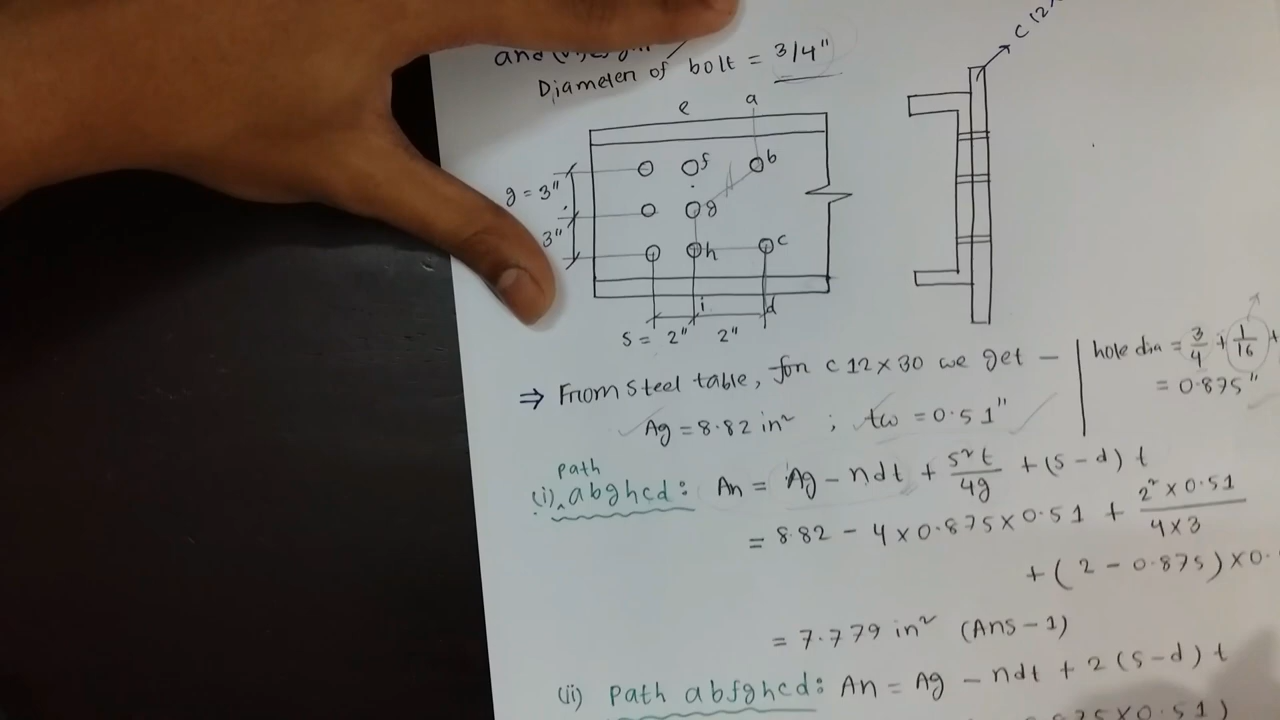 Diameter of bolt = 3/4"
C 12
e a
f b
g = 3" g
3" h c
i d
S = 2" 2"
⇒ From steel table, for C 12 × 30 we get –
Ag = 8.82 in² ; tw = 0.51"
hole dia = 3/4 + 1/16 +
= 0.875"
path
(i) abghcd: An = Ag - ndt + s²t/4g + (s-d) t
= 8.82 - 4 × 0.875 × 0.51 + 2² × 0.51 / 4 × 3
+ ( 2 - 0.875) × 0.
= 7.779 in² (Ans-1)
(ii) Path abfghcd: An = Ag - ndt + 2 (s-d) t
× 0.51)